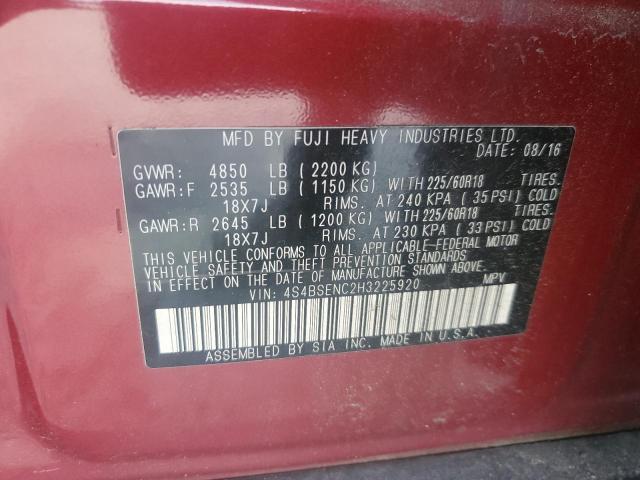 MFD BY FUJI HEAVY INDUSTRIES LTD.
DATE: 08/16
GVWR: 4850 LB (2200 KG)
GAWR:F 2535 LB (1150 KG) WITH 225/60R18 TIRES.
18X7J RIMS. AT 240 KPA (35 PSI) COLD
GAWR:R 2645 LB (1200 KG) WITH 225/60R18 TIRES.
18X7J RIMS. AT 230 KPA (33 PSI) COLD
THIS VEHICLE CONFORMS TO ALL APPLICABLE FEDERAL MOTOR
VEHICLE SAFETY AND THEFT PREVENTION STANDARDS
IN EFFECT ON THE DATE OF MANUFACTURE SHOWN ABOVE.
VIN: 4S4BSENC2H3225920 MPV
ASSEMBLED BY SIA INC. MADE IN U.S.A.